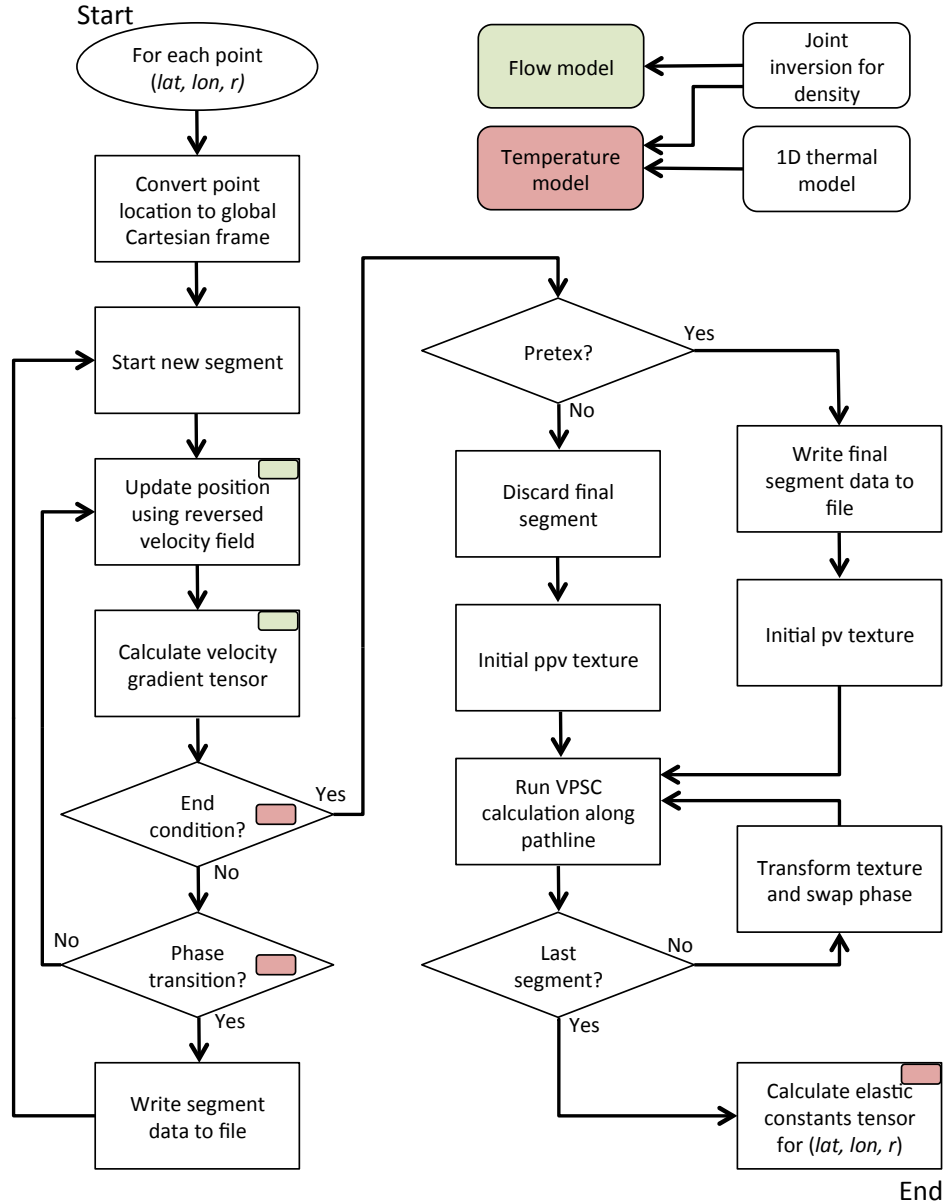 Start
For each point
(lat, lon, r)
Convert point
location to global
Cartesian frame
Start new segment
Update position
using reversed
velocity field
Calculate velocity
gradient tensor
End
condition?
Yes
No
Phase
transition?
No
Yes
Write segment
data to file
Flow model
Joint
inversion for
density
Temperature
model
1D thermal
model
Pretex?
Yes
No
Discard final
segment
Write final
segment data to
file
Initial ppv texture
Initial pv texture
Run VPSC
calculation along
pathline
Transform texture
and swap phase
Last
segment?
No
Yes
Calculate elastic
constants tensor
for (lat, lon, r)
End